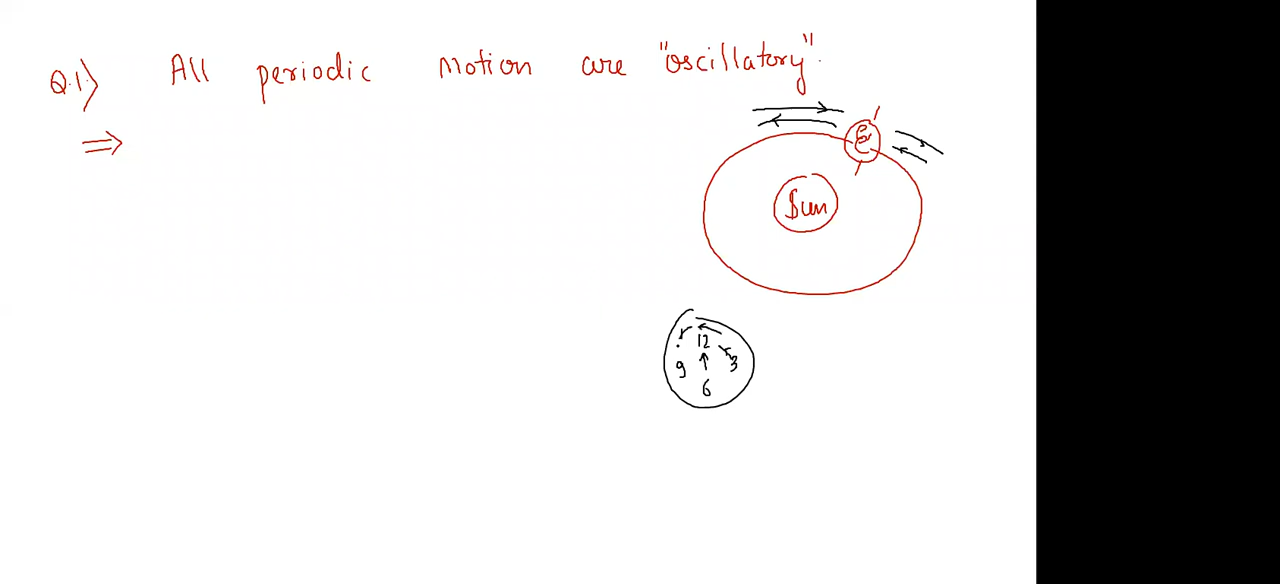 Q.1) All periodic motion are "oscillatory".
⇒
E
Sun
12
9 3
6